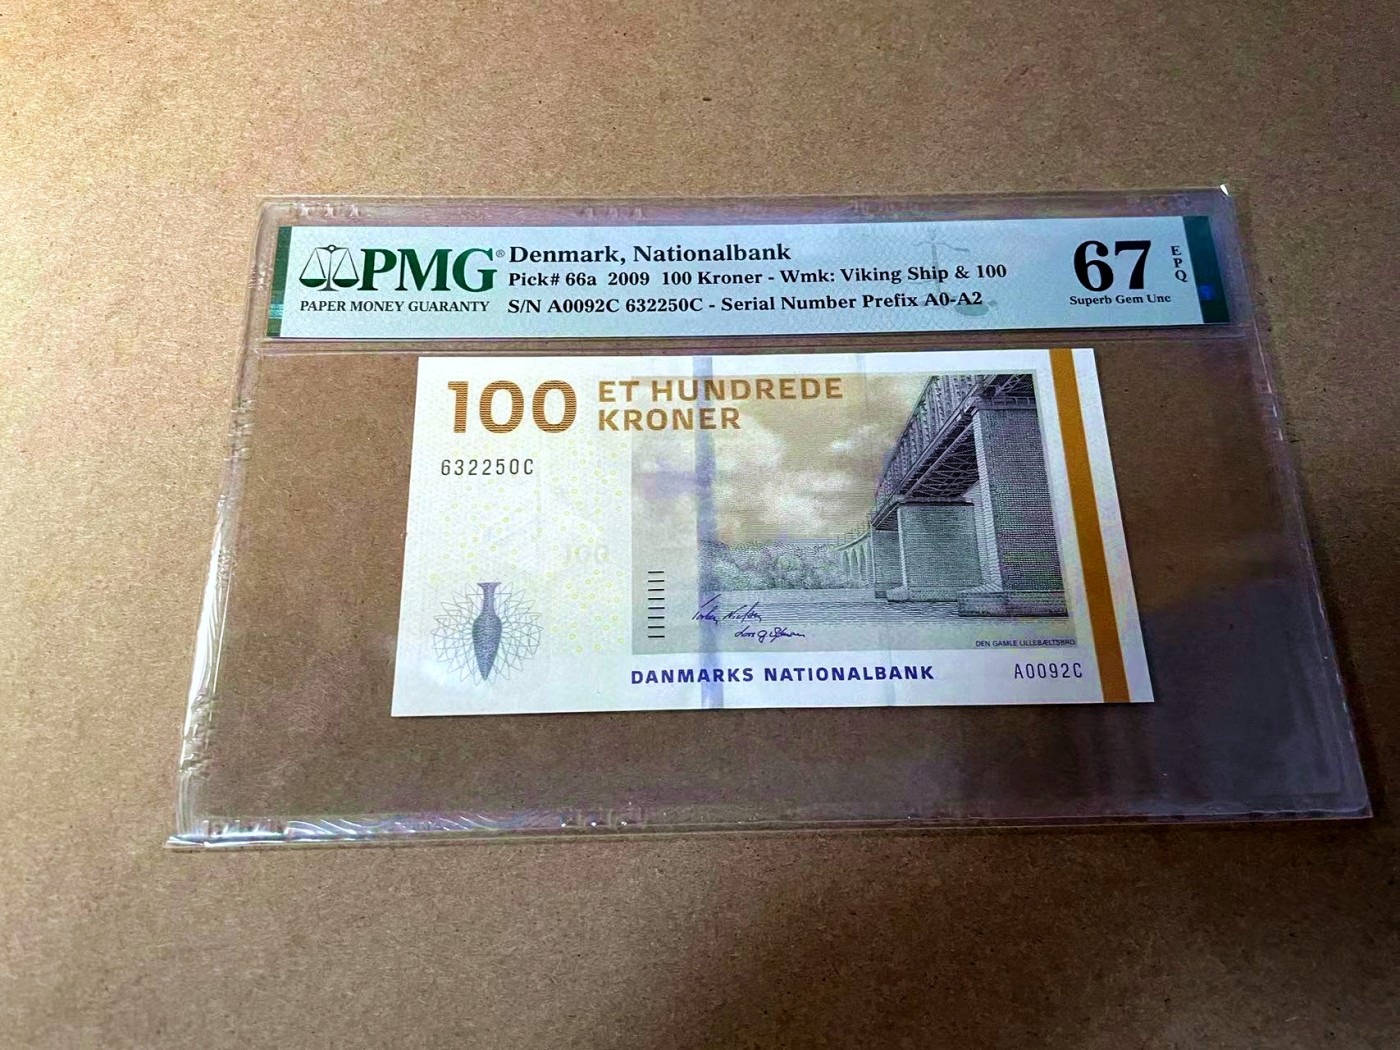 PMG®
PAPER MONEY GUARANTY
Denmark, Nationalbank
Pick# 66a 2009 100 Kroner - Wmk: Viking Ship & 100
S/N A0092C 632250C - Serial Number Prefix A0-A2
67
Superb Gem Unc
EPQ
100
ET HUNDREDE
KRONER
632250C
100
DEN GAMLE LILLEBÆLTSBRO
DANMARKS NATIONALBANK
A0092C